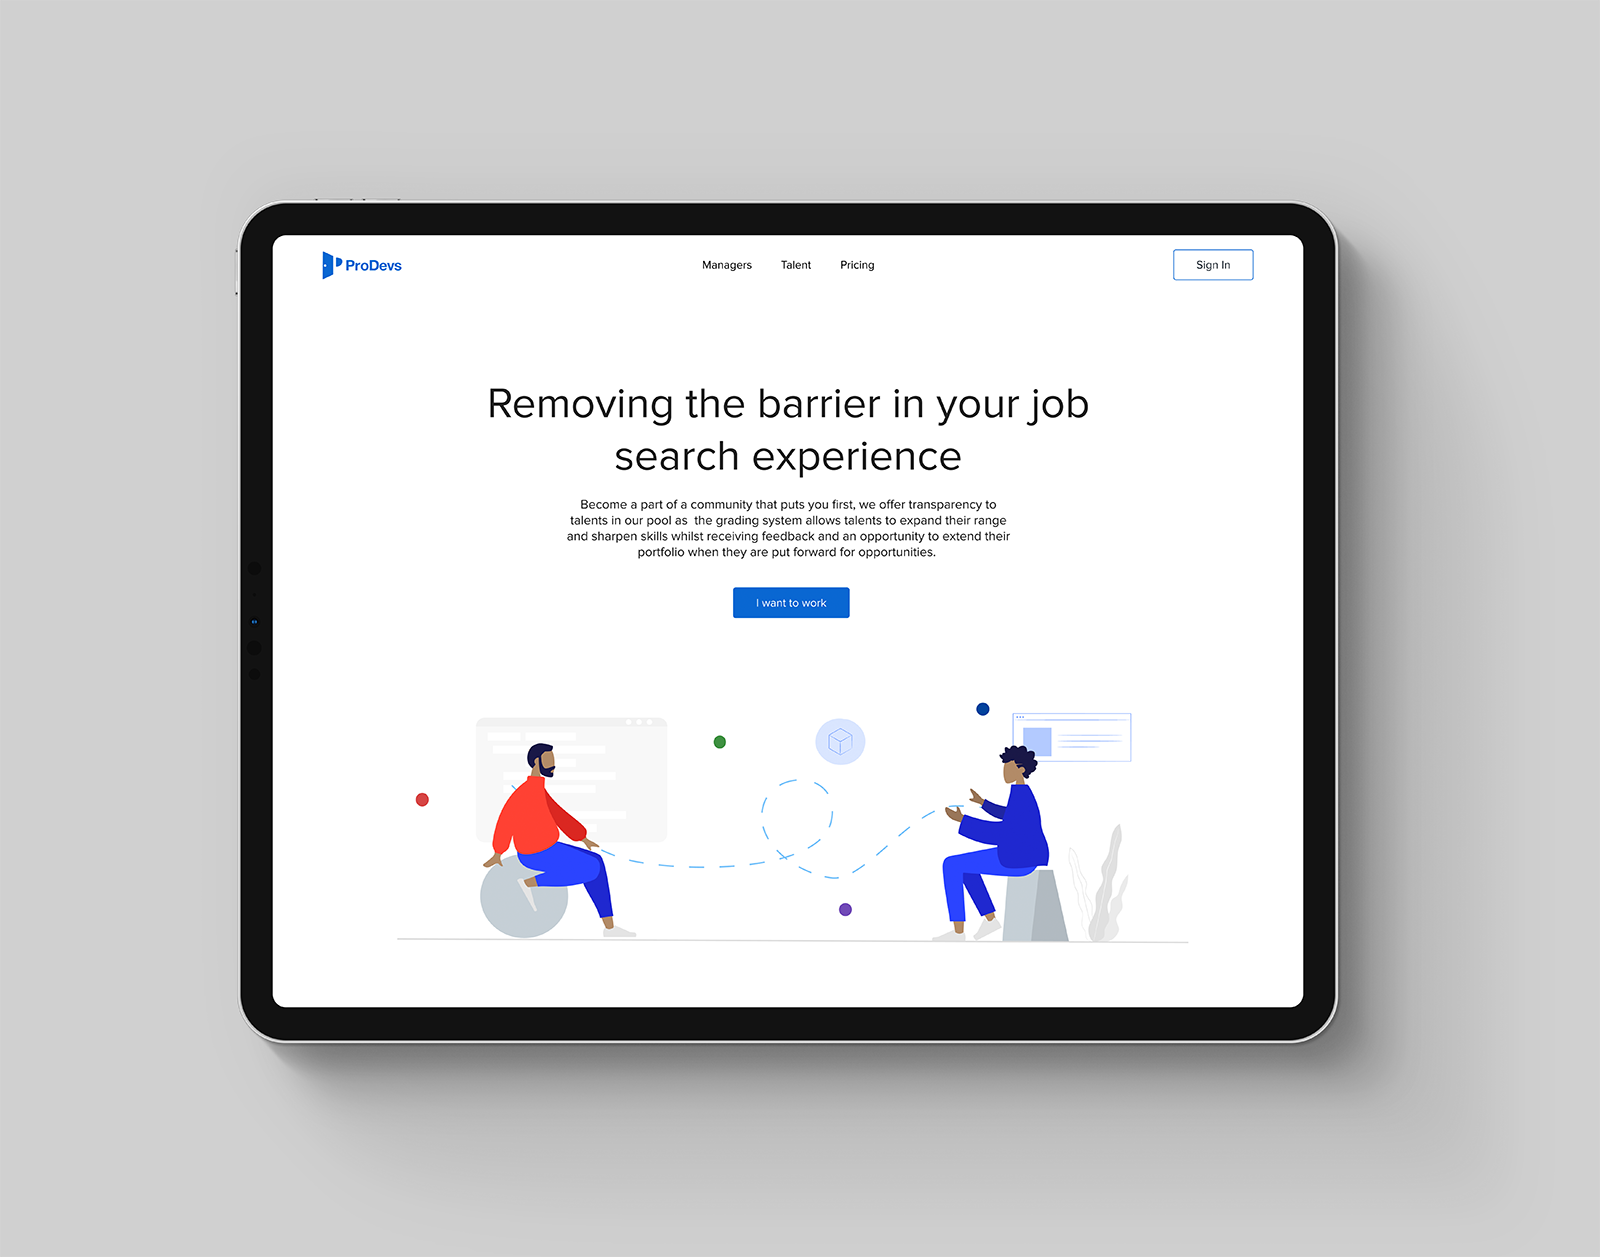 ProDevs
Managers
Talent
Pricing
Sign In
Removing the barrier in your job
search experience
Become a part of a community that puts you first, we offer transparency to
talents in our pool as  the grading system allows talents to expand their range
and sharpen skills whilst receiving feedback and an opportunity to extend their
portfolio when they are put forward for opportunities.
I want to work